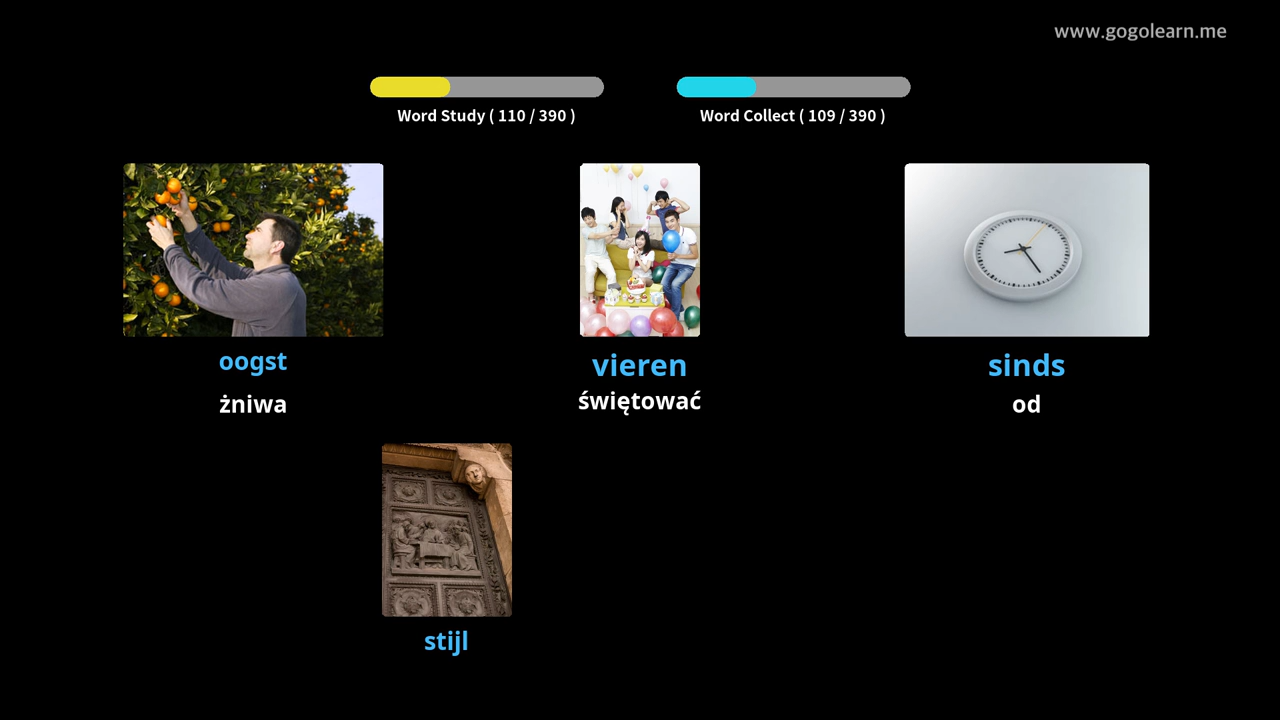 www.gogolearn.me
Word Study ( 110 / 390 )
Word Collect ( 109 / 390 )
oogst
vieren
sinds
żniwa
świętować
od
stijl